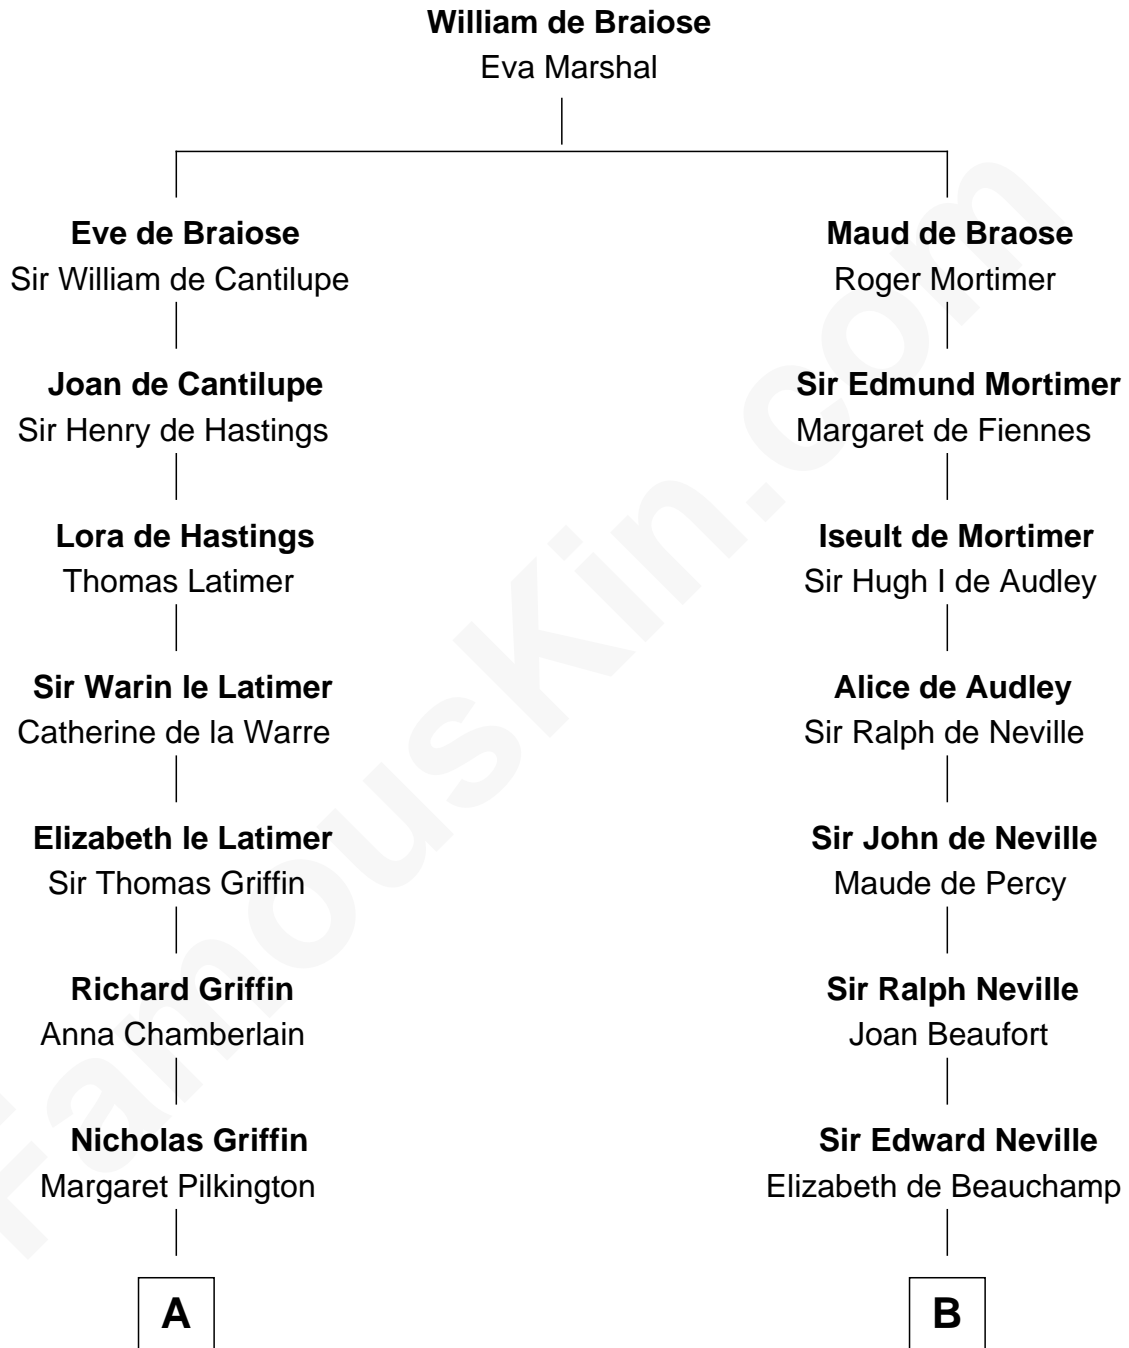 William de Braiose
Eva Marshal
Eve de Braiose
Sir William de Cantilupe
Maud de Braose
Roger Mortimer
Joan de Cantilupe
Sir Henry de Hastings
Sir Edmund Mortimer
Margaret de Fiennes
Lora de Hastings
Thomas Latimer
Iseult de Mortimer
Sir Hugh I de Audley
Sir Warin le Latimer
Catherine de la Warre
Alice de Audley
Sir Ralph de Neville
Elizabeth le Latimer
Sir Thomas Griffin
Sir John de Neville
Maude de Percy
Richard Griffin
Anna Chamberlain
Sir Ralph Neville
Joan Beaufort
Nicholas Griffin
Margaret Pilkington
Sir Edward Neville
Elizabeth de Beauchamp
A
B
FamousKin.com